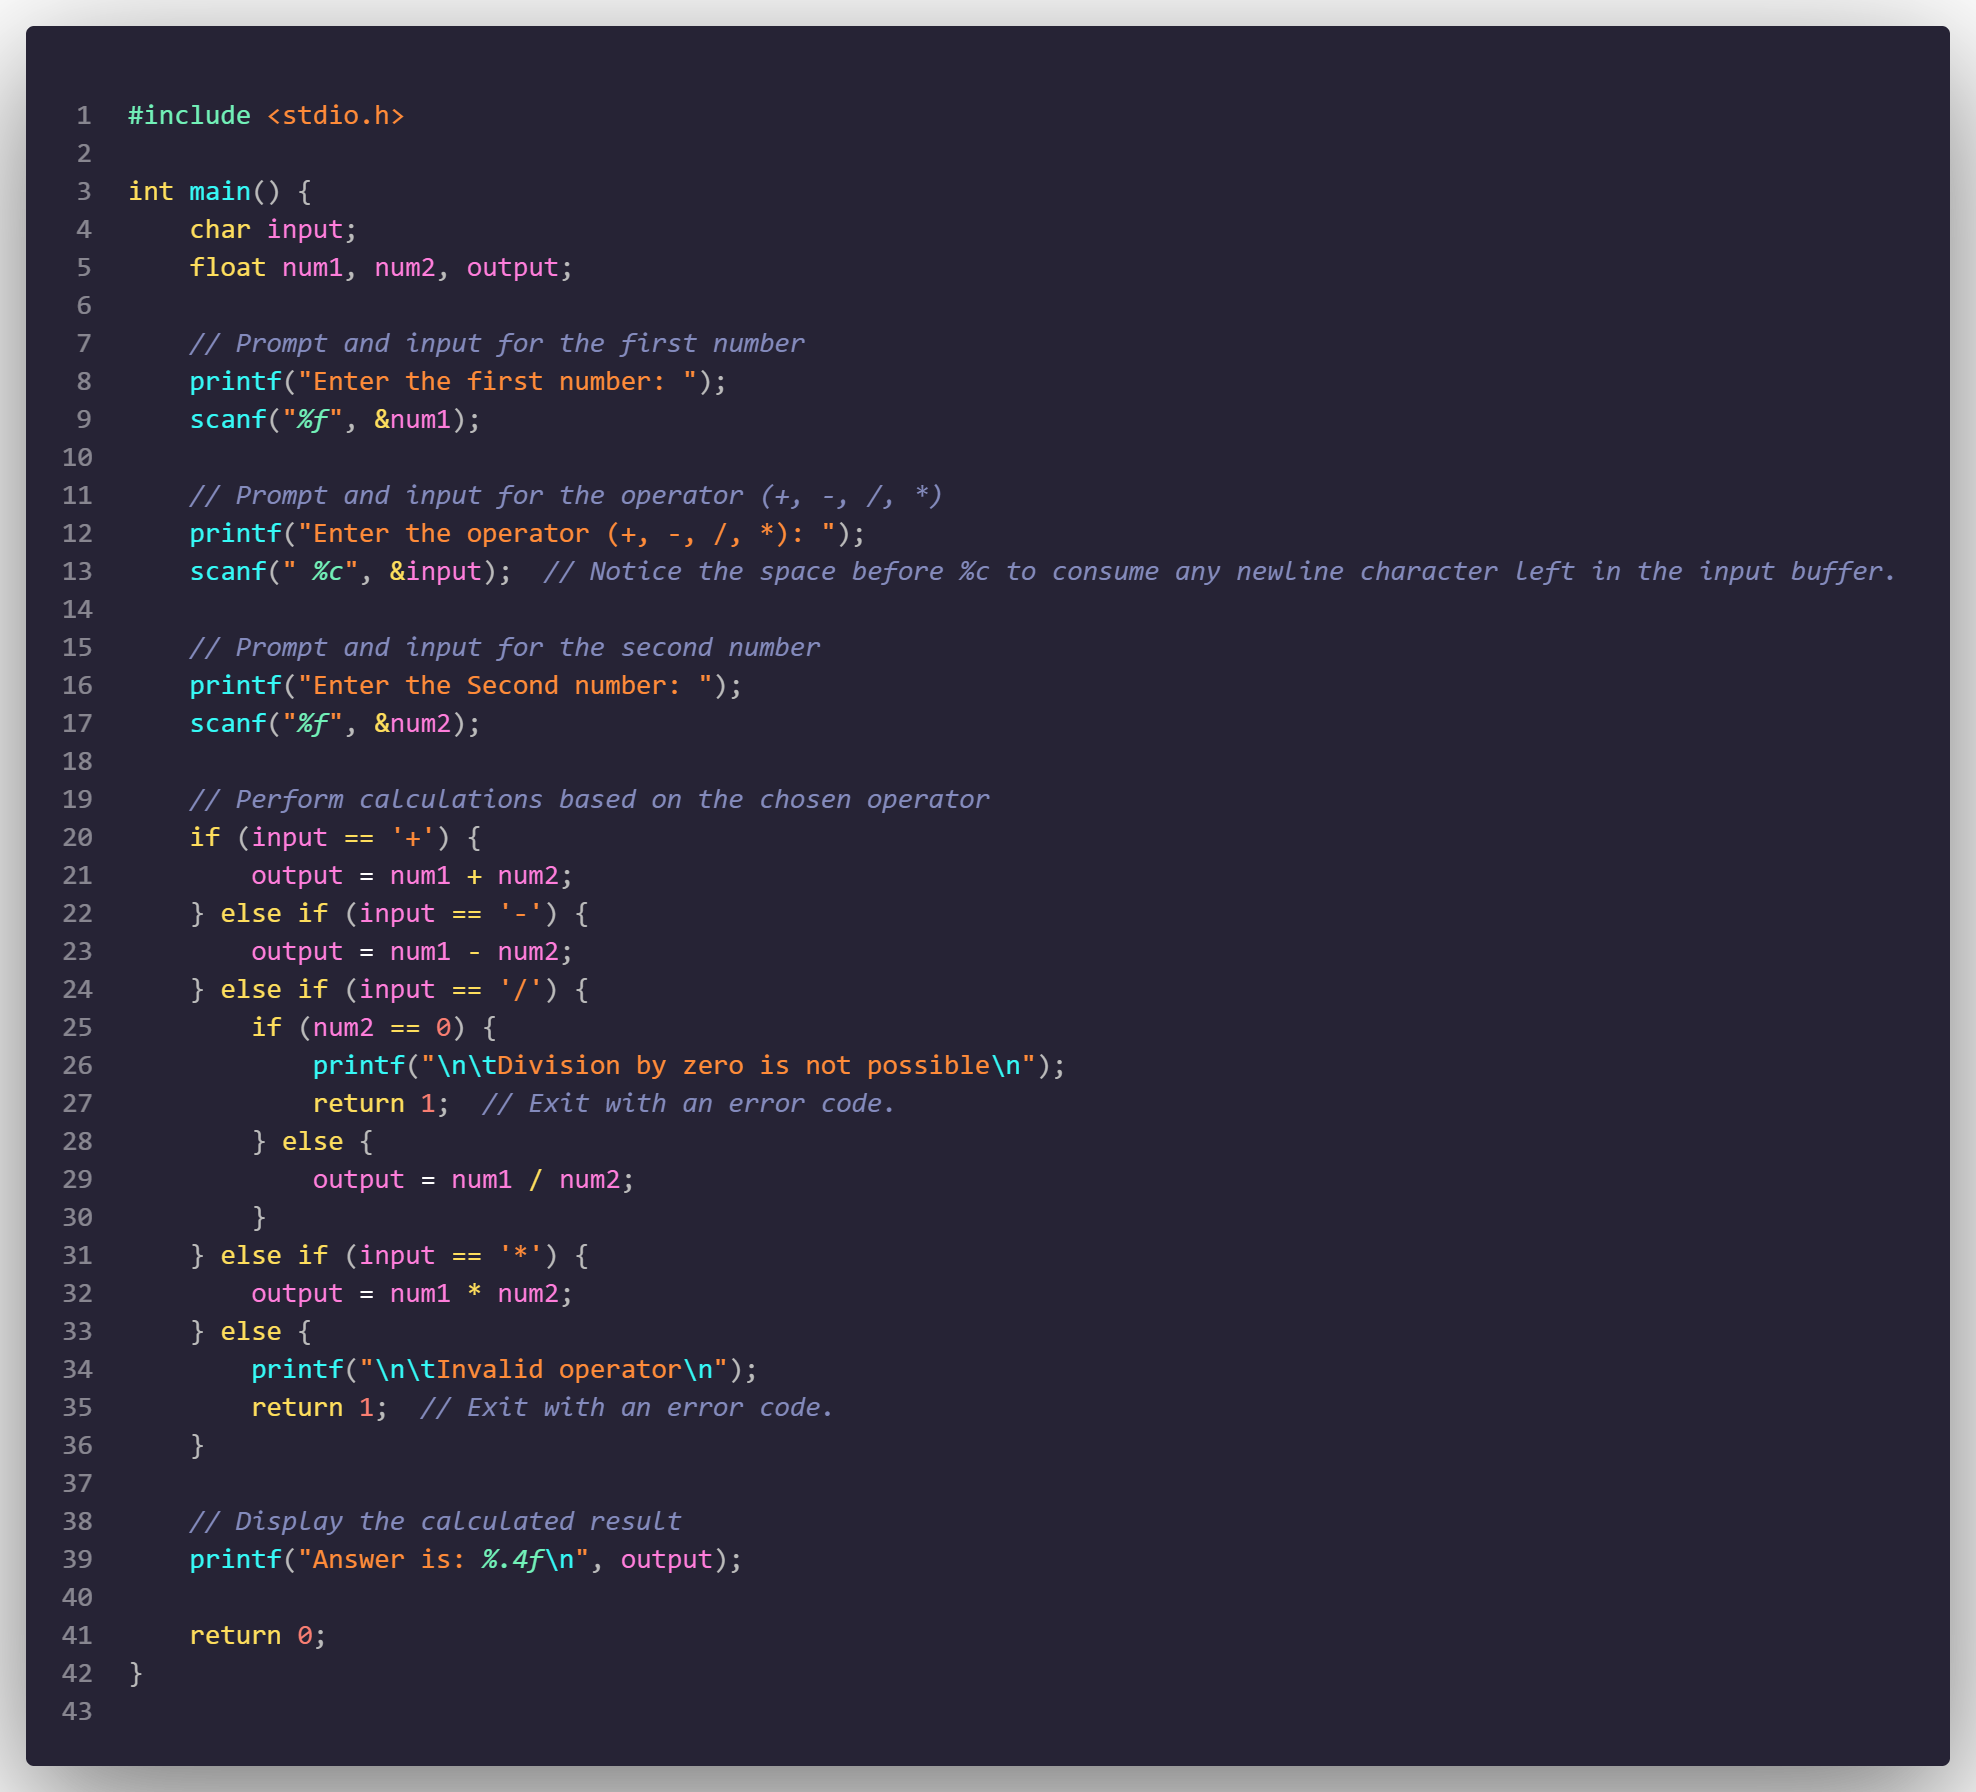 1 #include <stdio.h>
2
3 int main() {
4     char input;
5     float num1, num2, output;
6
7     // Prompt and input for the first number
8     printf("Enter the first number: ");
9     scanf("%f", &num1);
10
11     // Prompt and input for the operator (+, -, /, *)
12     printf("Enter the operator (+, -, /, *): ");
13     scanf(" %c", &input);  // Notice the space before %c to consume any newline character left in the input buffer.
14
15     // Prompt and input for the second number
16     printf("Enter the Second number: ");
17     scanf("%f", &num2);
18
19     // Perform calculations based on the chosen operator
20     if (input == '+') {
21         output = num1 + num2;
22     } else if (input == '-') {
23         output = num1 - num2;
24     } else if (input == '/') {
25         if (num2 == 0) {
26             printf("\n\tDivision by zero is not possible\n");
27             return 1;  // Exit with an error code.
28         } else {
29             output = num1 / num2;
30         }
31     } else if (input == '*') {
32         output = num1 * num2;
33     } else {
34         printf("\n\tInvalid operator\n");
35         return 1;  // Exit with an error code.
36     }
37
38     // Display the calculated result
39     printf("Answer is: %.4f\n", output);
40
41     return 0;
42 }
43